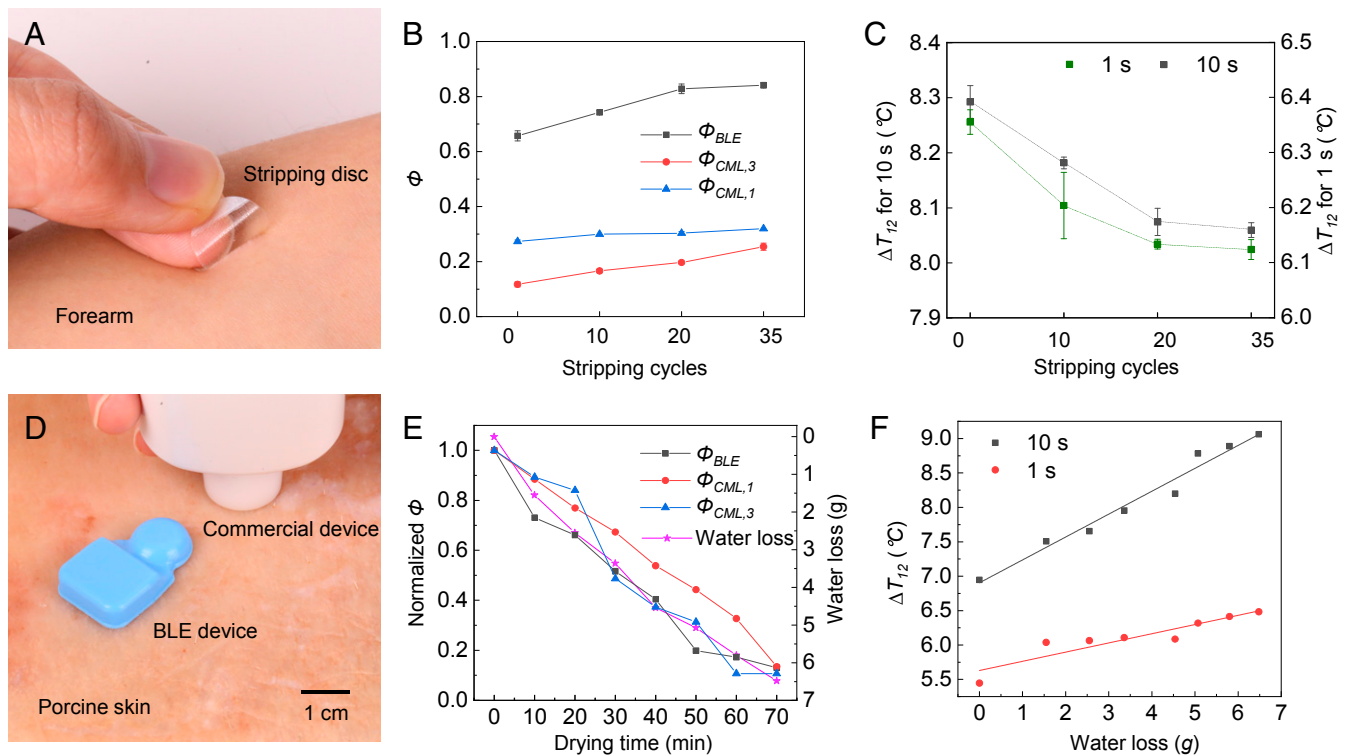 A
Stripping disc
Forearm
B
1.0
0.8
0.6
0.4
0.2
0.0
Φ
Φ_BLE
Φ_CML,3
Φ_CML,1
0 10 20 35
Stripping cycles
C
8.4
8.3
8.2
8.1
8.0
7.9
ΔT_12 for 10 s (°C)
1 s
10 s
6.5
6.4
6.3
6.2
6.1
6.0
ΔT_12 for 1 s (°C)
0 10 20 35
Stripping cycles
D
Commercial device
BLE device
Porcine skin
1 cm
E
1.0
0.8
0.6
0.4
0.2
0.0
Normalized Φ
Φ_BLE
Φ_CML,1
Φ_CML,3
Water loss
0
1
2
3
4
5
6
7
Water loss (g)
0 10 20 30 40 50 60 70
Drying time (min)
F
9.0
8.5
8.0
7.5
7.0
6.5
6.0
5.5
ΔT_12 (°C)
10 s
1 s
0 1 2 3 4 5 6 7
Water loss (g)